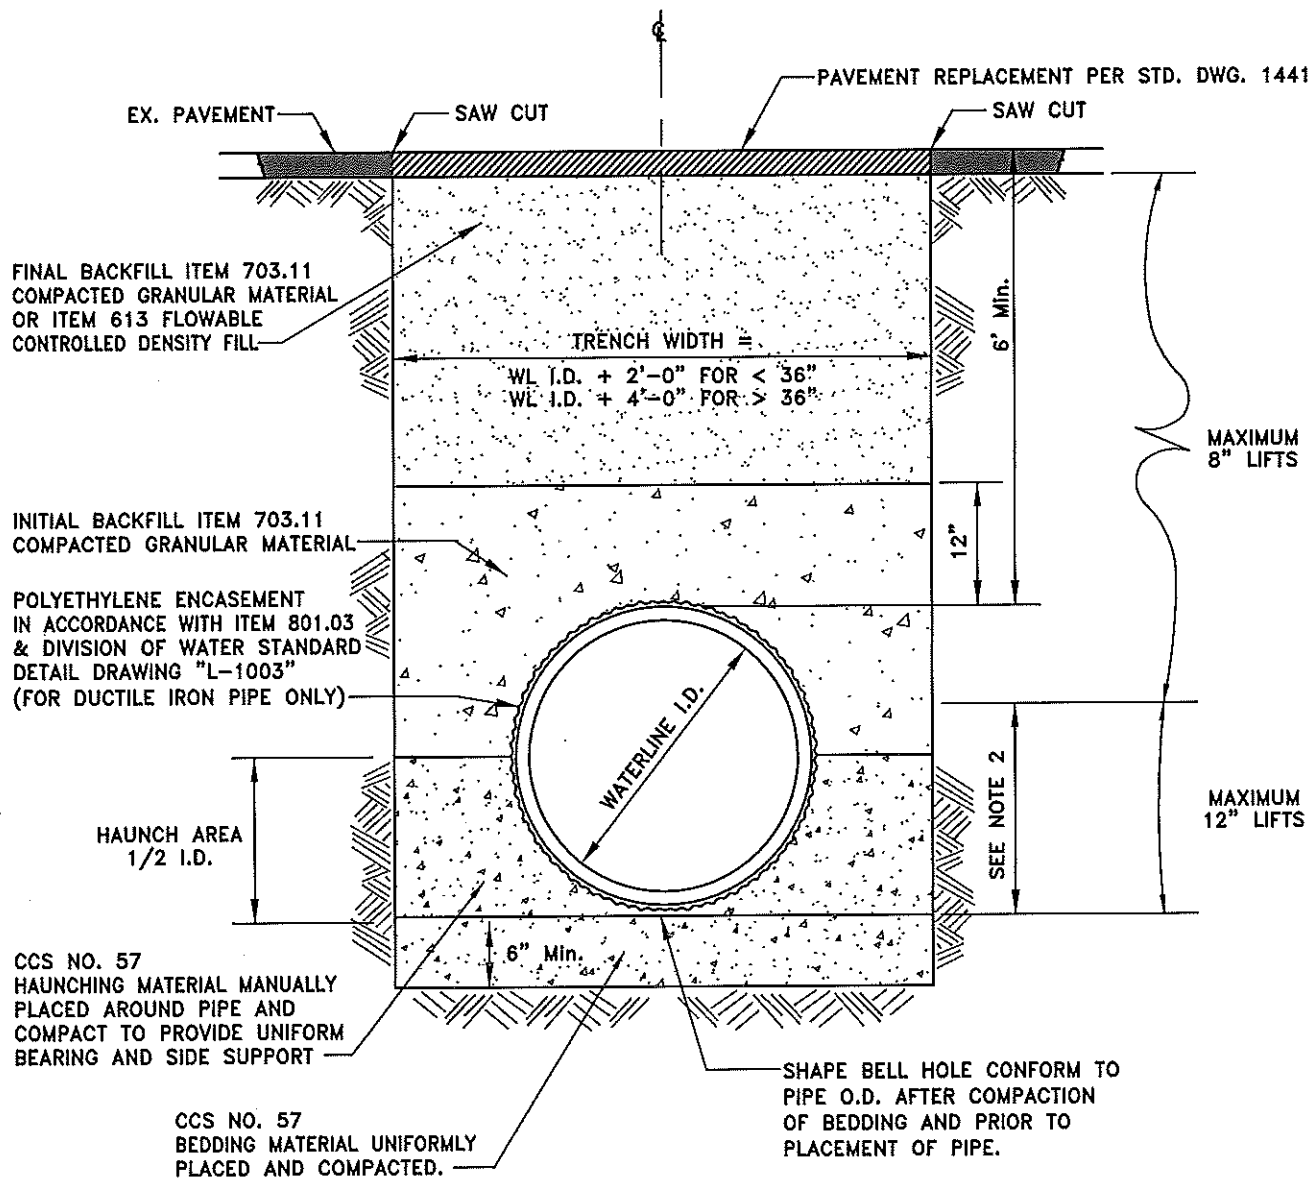 ℄
PAVEMENT REPLACEMENT PER STD. DWG. 1441
EX. PAVEMENT
SAW CUT
SAW CUT
FINAL BACKFILL ITEM 703.11
COMPACTED GRANULAR MATERIAL
OR ITEM 613 FLOWABLE
CONTROLLED DENSITY FILL
TRENCH WIDTH =
WL I.D. + 2'-0" FOR < 36"
WL I.D. + 4'-0" FOR > 36"
6' Min.
MAXIMUM
8" LIFTS
12"
INITIAL BACKFILL ITEM 703.11
COMPACTED GRANULAR MATERIAL
POLYETHYLENE ENCASEMENT
IN ACCORDANCE WITH ITEM 801.03
& DIVISION OF WATER STANDARD
DETAIL DRAWING "L-1003"
(FOR DUCTILE IRON PIPE ONLY)
WATERLINE I.D.
SEE NOTE 2
MAXIMUM
12" LIFTS
HAUNCH AREA
1/2 I.D.
6" Min.
CCS NO. 57
HAUNCHING MATERIAL MANUALLY
PLACED AROUND PIPE AND
COMPACT TO PROVIDE UNIFORM
BEARING AND SIDE SUPPORT
SHAPE BELL HOLE CONFORM TO
PIPE O.D. AFTER COMPACTION
OF BEDDING AND PRIOR TO
PLACEMENT OF PIPE.
CCS NO. 57
BEDDING MATERIAL UNIFORMLY
PLACED AND COMPACTED.